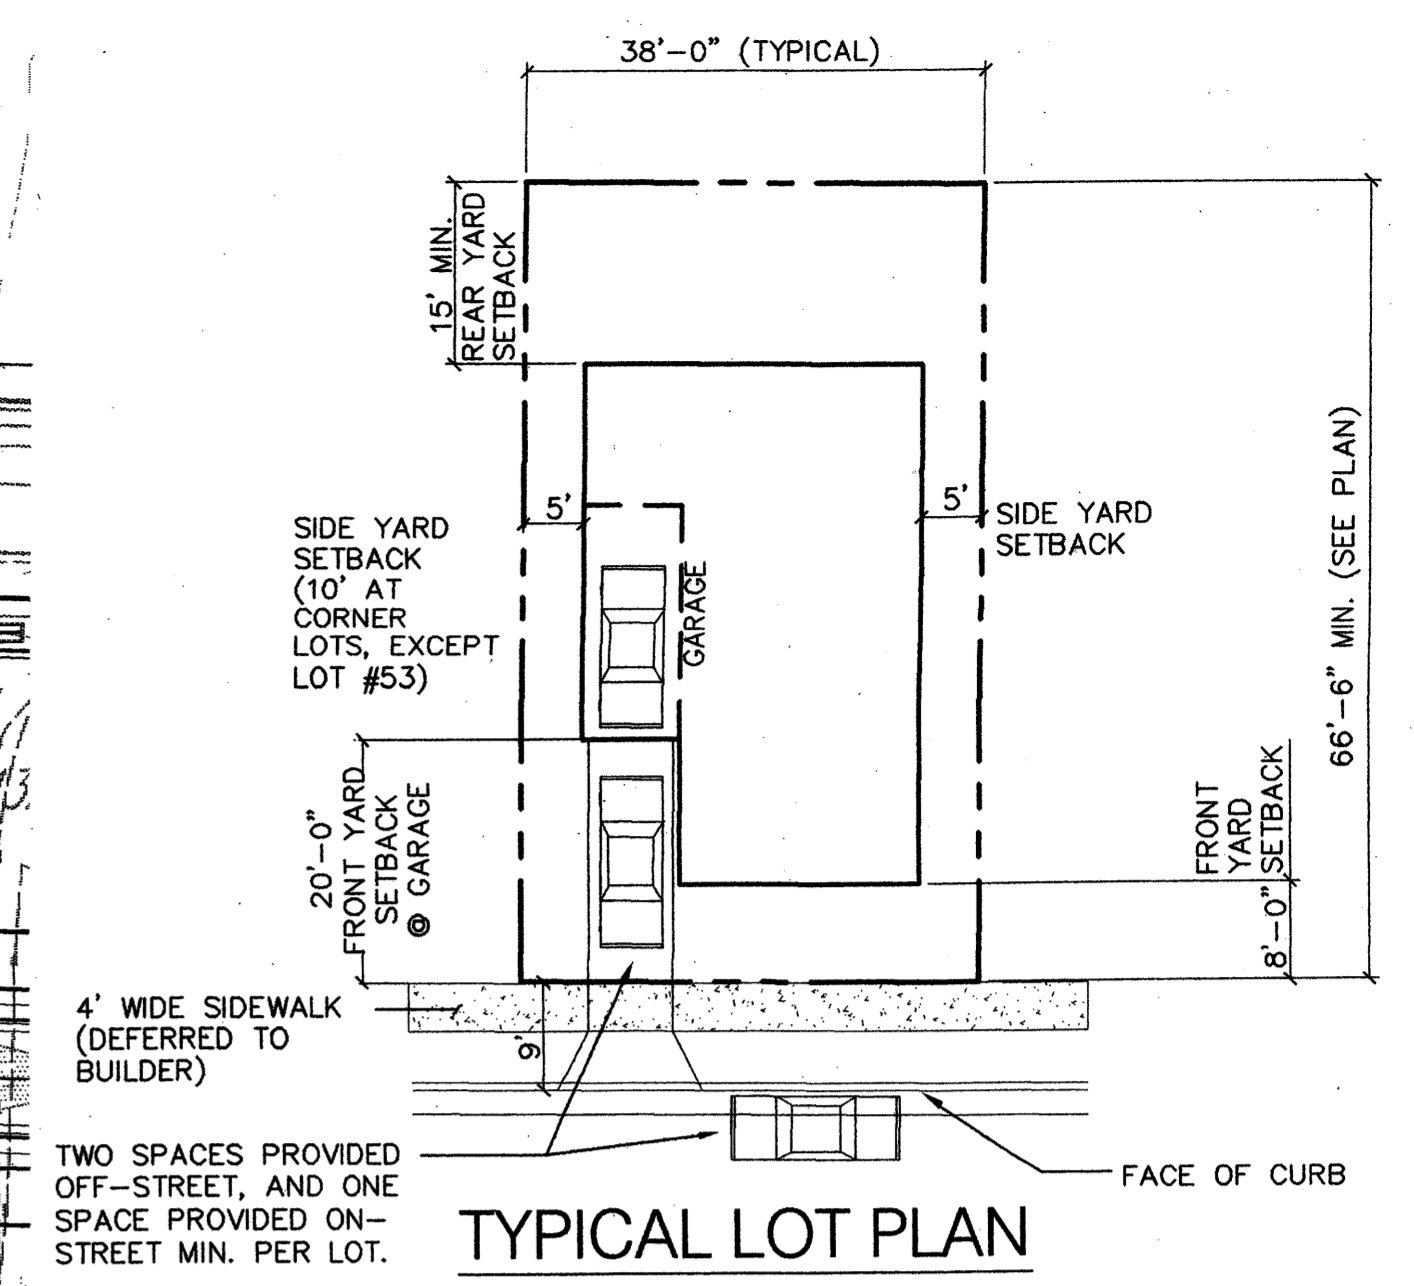 38'-0" (TYPICAL)
15' MIN.
REAR YARD
SETBACK
5'
SIDE YARD
SETBACK
(10' AT
CORNER
LOTS, EXCEPT
LOT #53)
5'
SIDE YARD
SETBACK
GARAGE
66'-6" MIN. (SEE PLAN)
20'-0"
FRONT YARD
SETBACK
@ GARAGE
FRONT
YARD
8'-0" SETBACK
4' WIDE SIDEWALK
(DEFERRED TO
BUILDER)
9'
TWO SPACES PROVIDED
OFF-STREET, AND ONE
SPACE PROVIDED ON-
STREET MIN. PER LOT.
FACE OF CURB
TYPICAL LOT PLAN